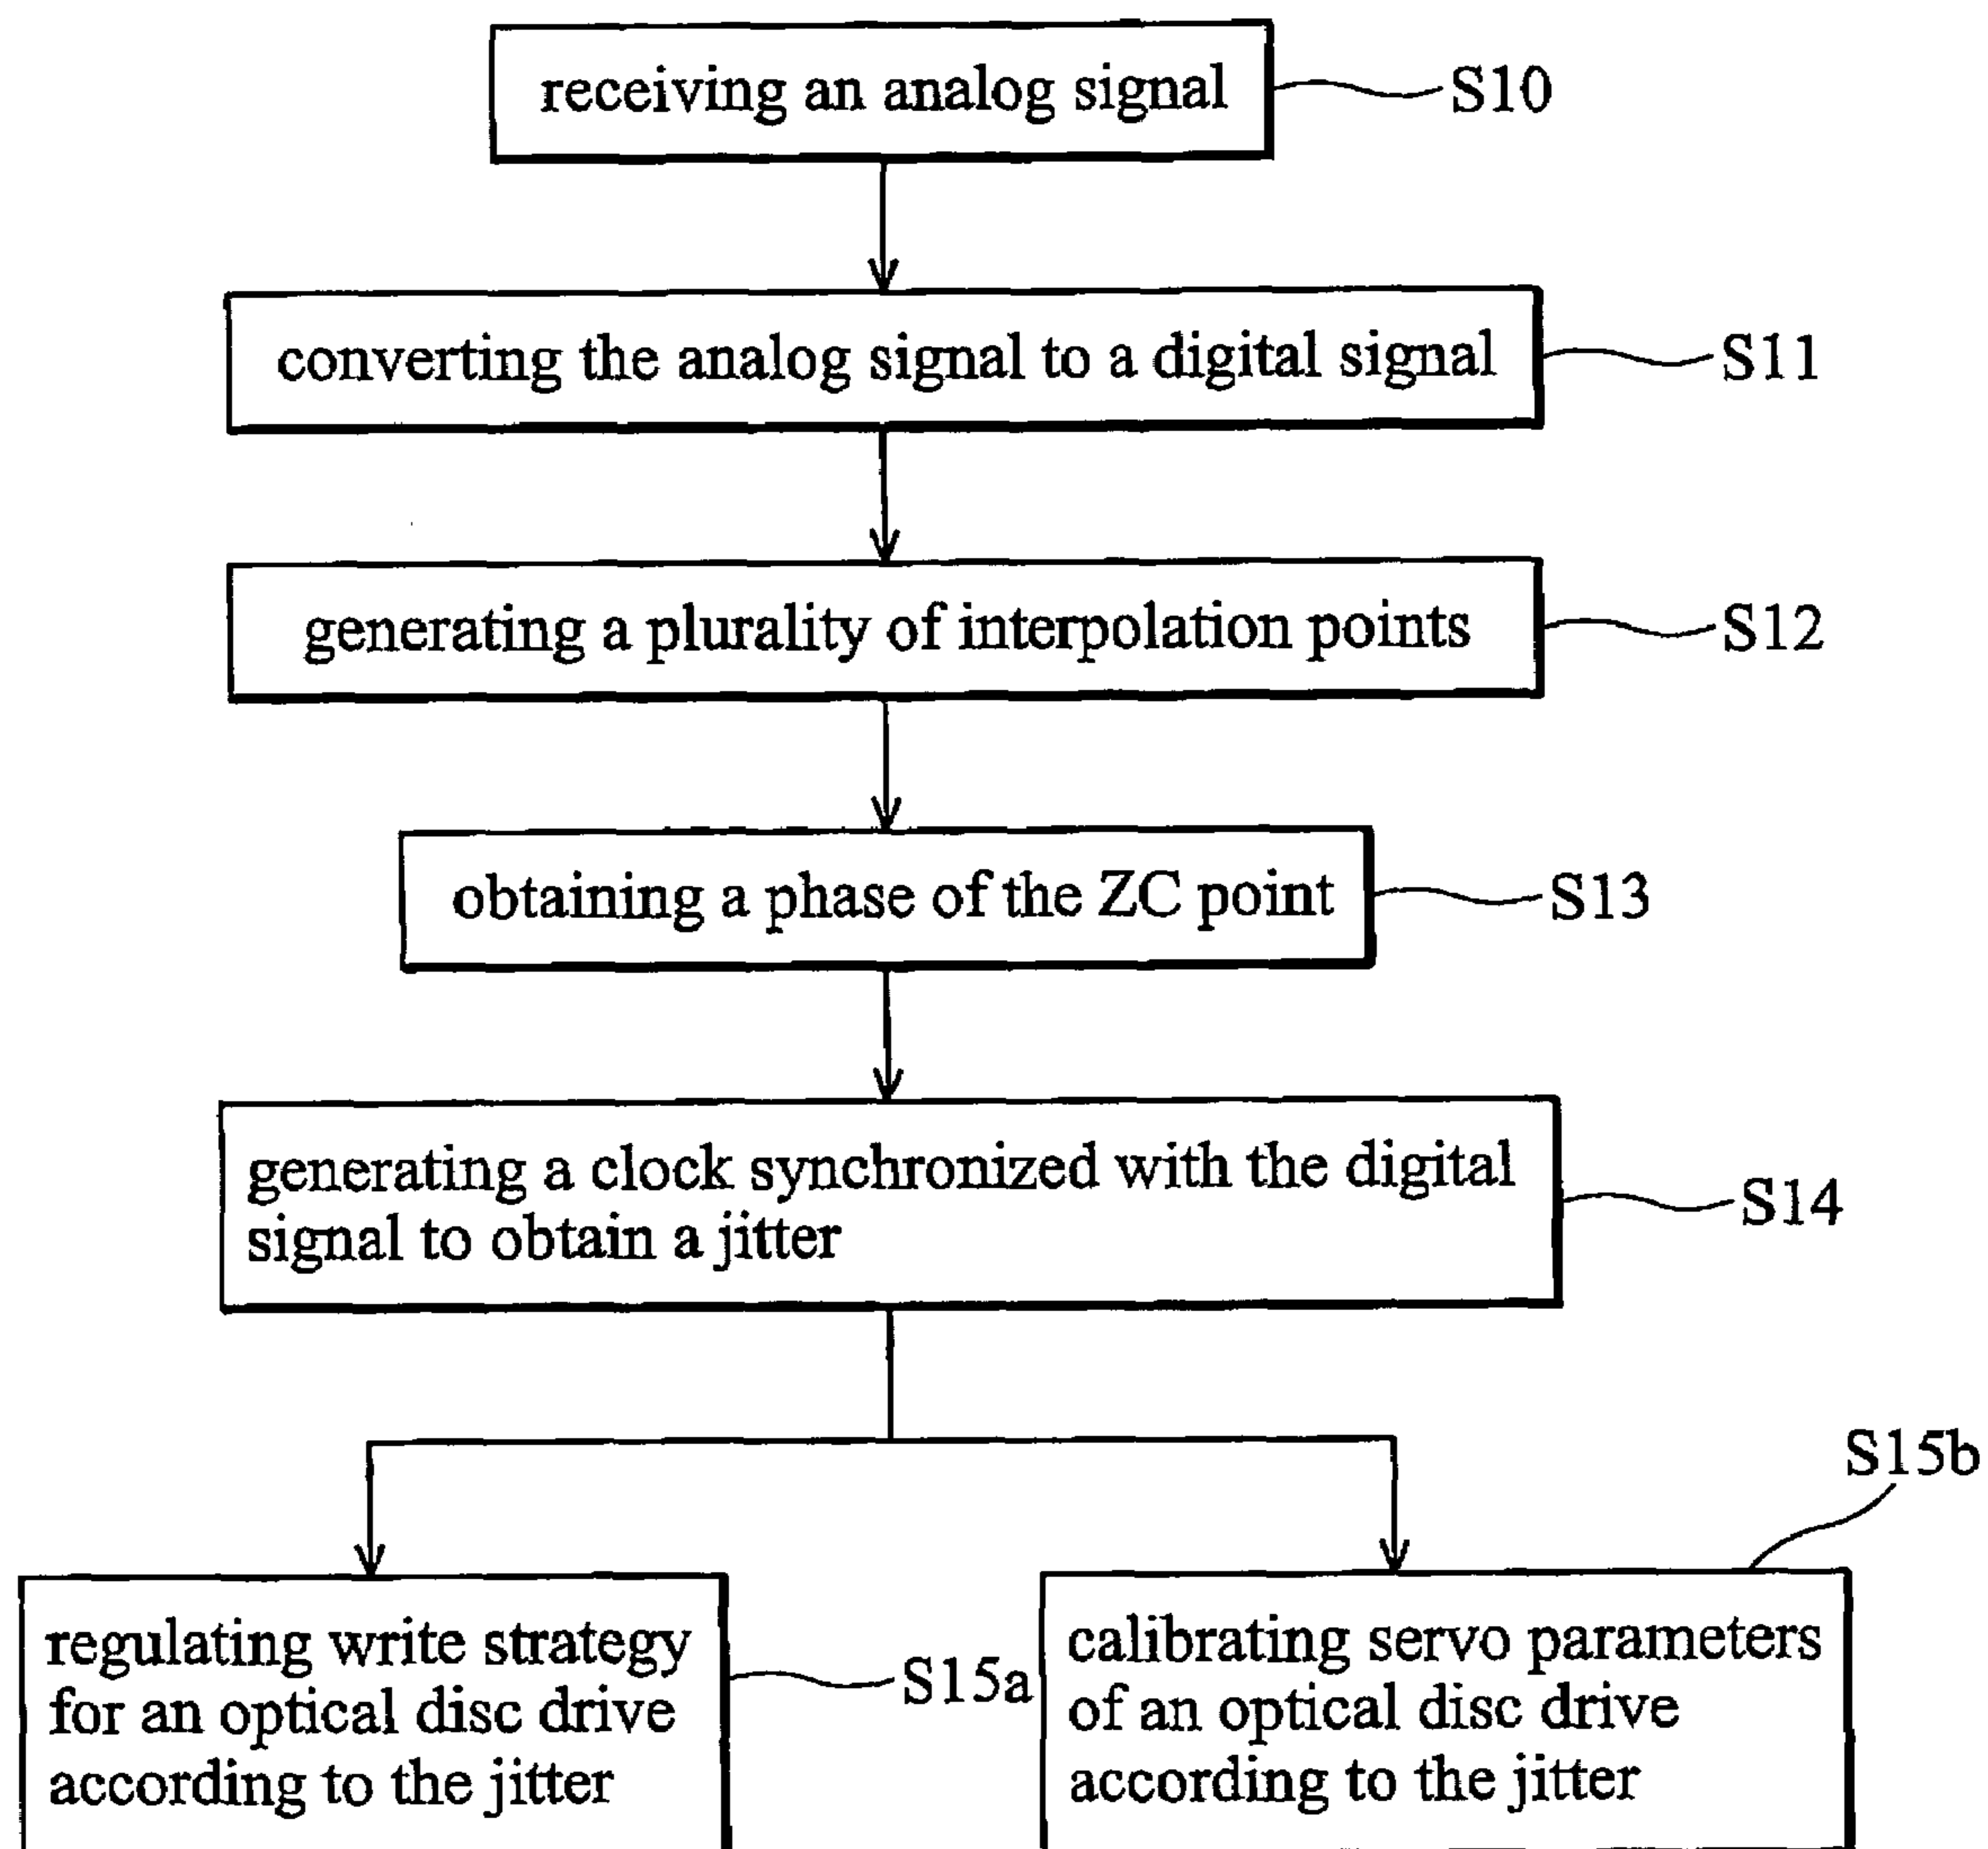 receiving an analog signal
S10
converting the analog signal to a digital signal
S11
generating a plurality of interpolation points
S12
obtaining a phase of the ZC point
S13
generating a clock synchronized with the digital
signal to obtain a jitter
S14
regulating write strategy
for an optical disc drive
according to the jitter
S15a
S15b
calibrating servo parameters
of an optical disc drive
according to the jitter